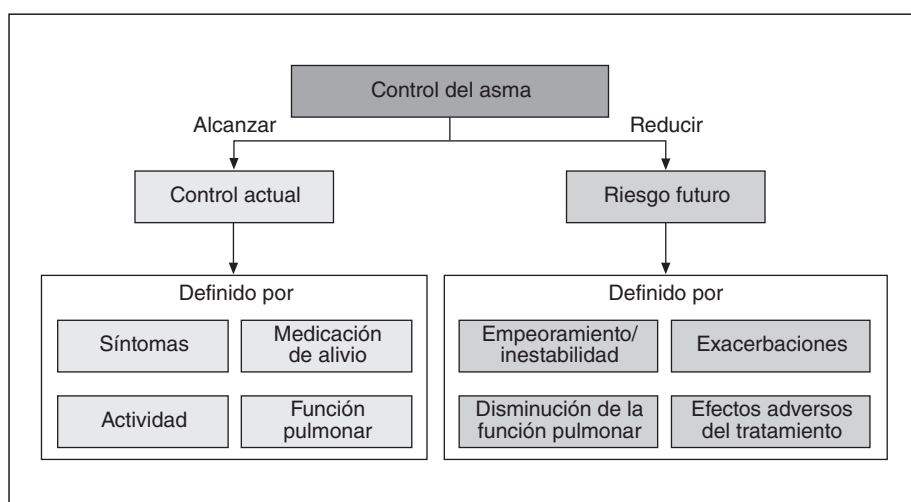 Control del asma
Alcanzar
Reducir
Control actual
Riesgo futuro
Definido por
Síntomas
Medicación
de alivio
Actividad
Función
pulmonar
Definido por
Empeoramiento/
inestabilidad
Exacerbaciones
Disminución de la
función pulmonar
Efectos adversos
del tratamiento